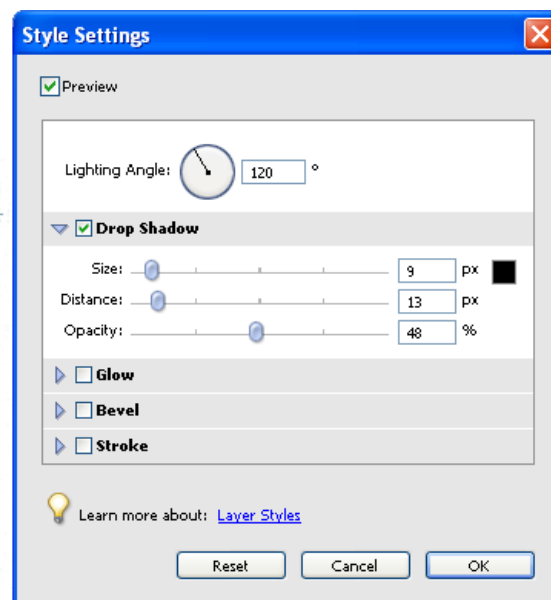 Style Settings
Preview
Lighting Angle: 120 °
Drop Shadow
Size: 9 px
Distance: 13 px
Opacity: 48 %
Glow
Bevel
Stroke
Learn more about: Layer Styles
Reset Cancel OK